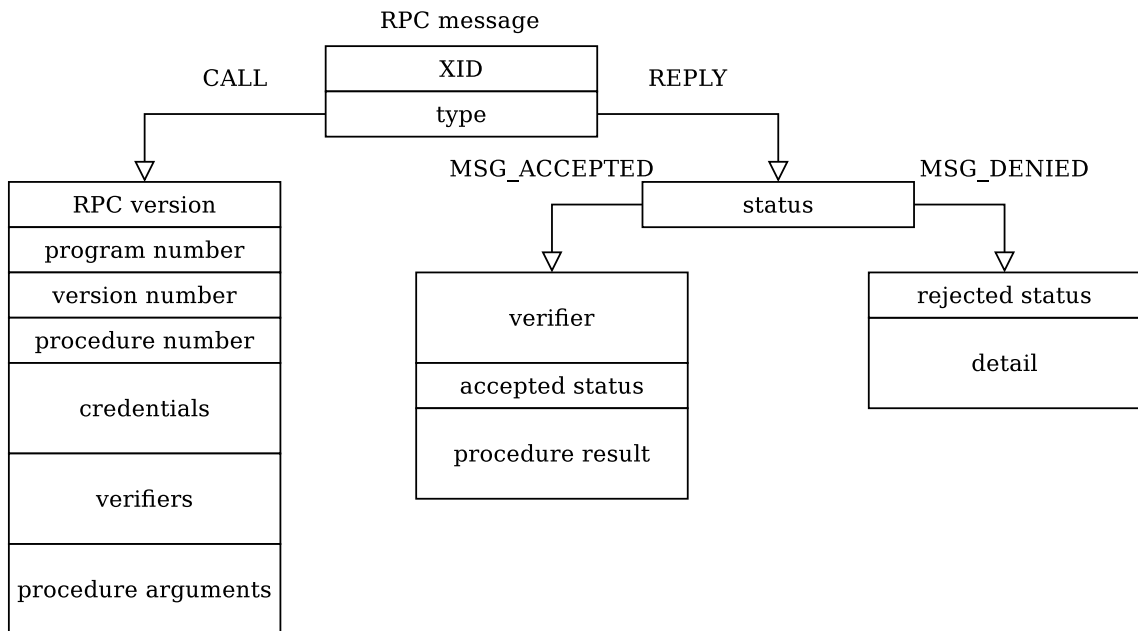 RPC message
XID
type
CALL
REPLY
RPC version
program number
version number
procedure number
credentials
verifiers
procedure arguments
status
MSG_ACCEPTED
MSG_DENIED
verifier
accepted status
procedure result
rejected status
detail